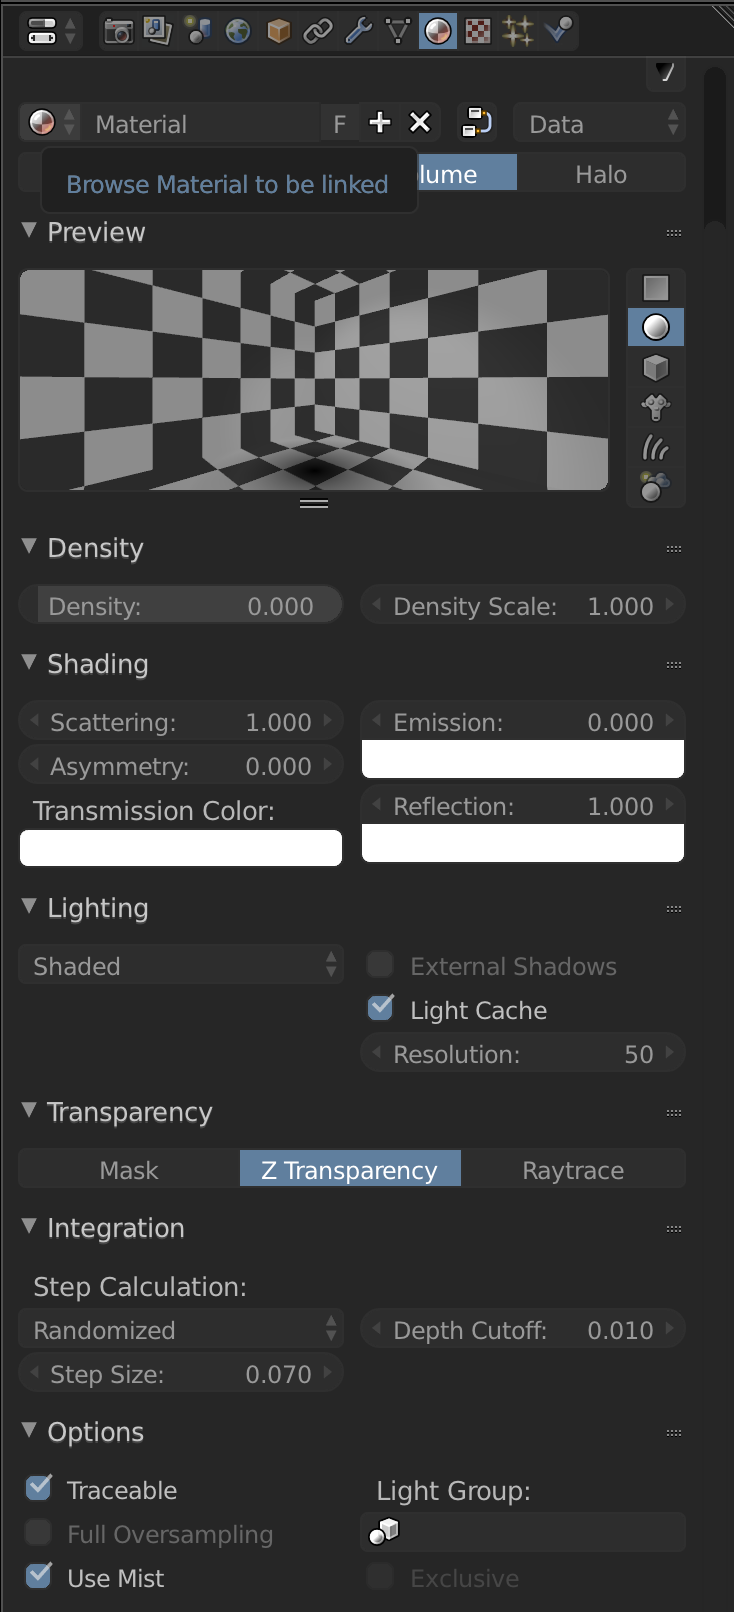 Material F Data
Browse Material to be linked lume Halo
Preview
Density
Density: 0.000 Density Scale: 1.000
Shading
Scattering: 1.000 Emission: 0.000
Asymmetry: 0.000
Transmission Color: Reflection: 1.000
Lighting
Shaded External Shadows
Light Cache
Resolution: 50
Transparency
Mask Z Transparency Raytrace
Integration
Step Calculation:
Randomized Depth Cutoff: 0.010
Step Size: 0.070
Options
Traceable Light Group:
Full Oversampling
Use Mist Exclusive